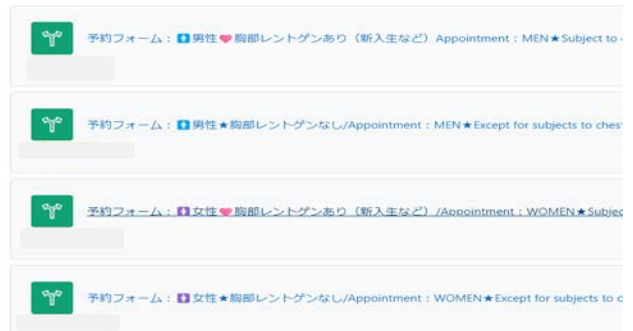 予約フォーム：🚹男性💗胸部レントゲンあり（新入生など）Appointment：MEN★Subject to
予約フォーム：🚹男性★胸部レントゲンなし/Appointment：MEN★Except for subjects to ches
予約フォーム：🚺女性💗胸部レントゲンあり（新入生など）/Appointment：WOMEN★Subjec
予約フォーム：🚺女性★胸部レントゲンなし/Appointment：WOMEN★Except for subjects to c